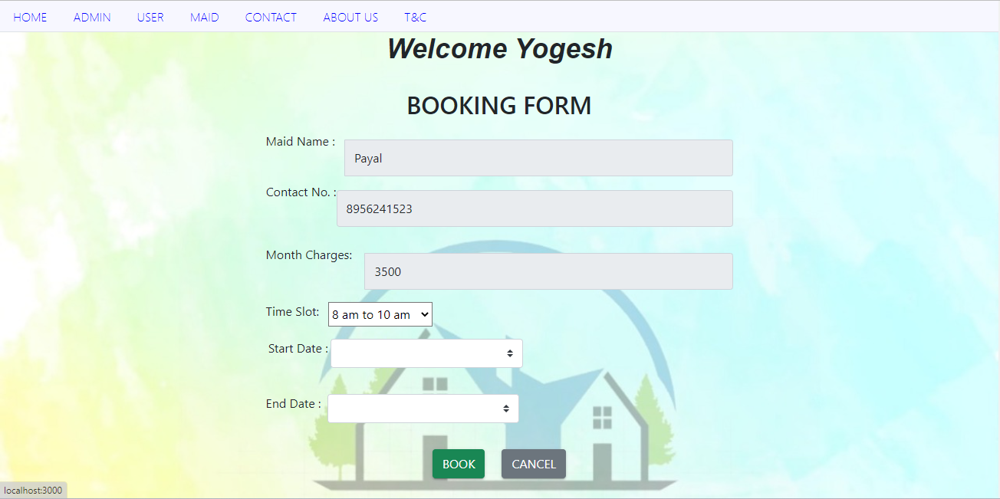 HOME ADMIN USER MAID CONTACT ABOUT US T&C
Welcome Yogesh
BOOKING FORM
Maid Name :
Payal
Contact No. :
8956241523
Month Charges:
3500
Time Slot: 8 am to 10 am
Start Date :
End Date :
BOOK CANCEL
localhost:3000